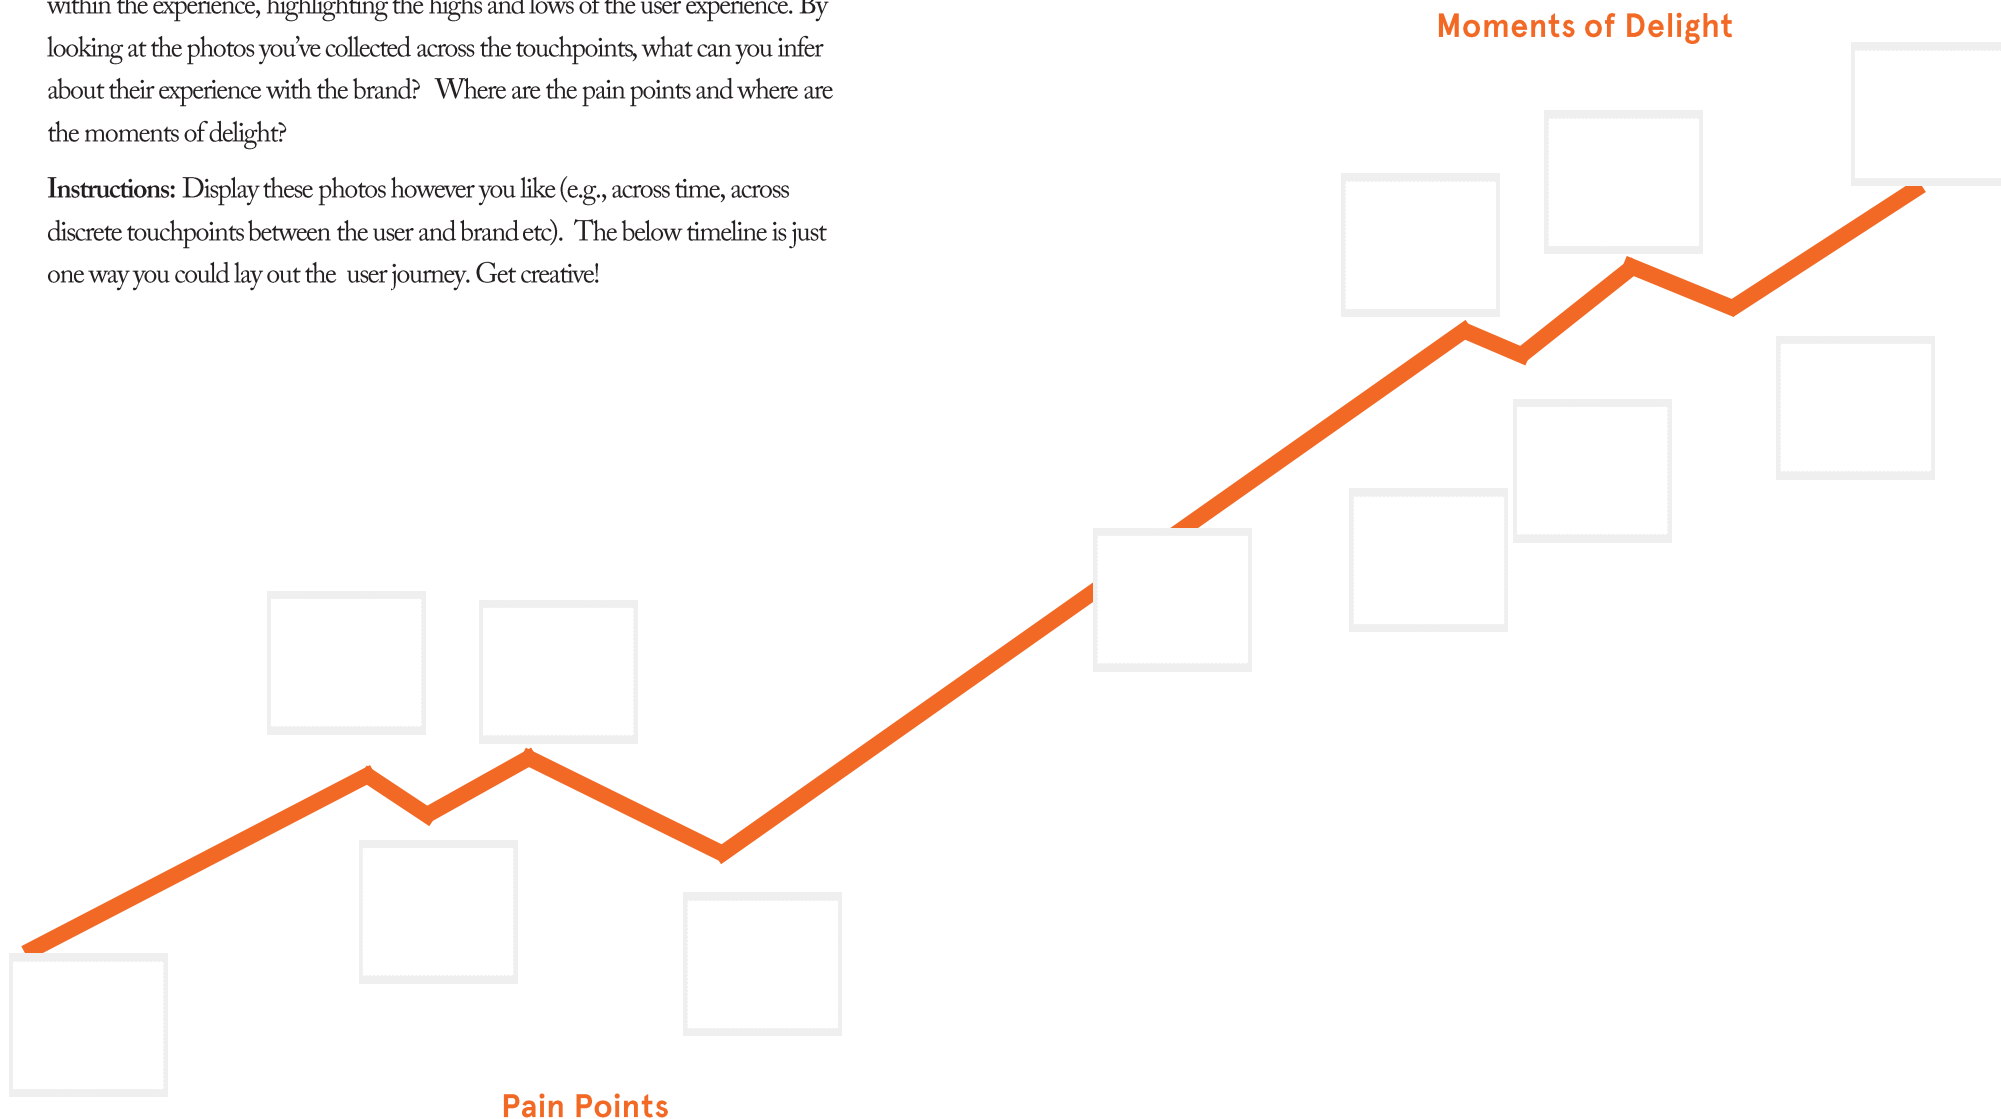 within the experience, highlighting the highs and lows of the user experience. By
looking at the photos you’ve collected across the touchpoints, what can you infer
about their experience with the brand?  Where are the pain points and where are
the moments of delight?
Instructions: Display these photos however you like (e.g., across time, across
discrete touchpoints between the user and brand etc).  The below timeline is just
one way you could lay out the  user journey. Get creative!
Moments of Delight
Pain Points